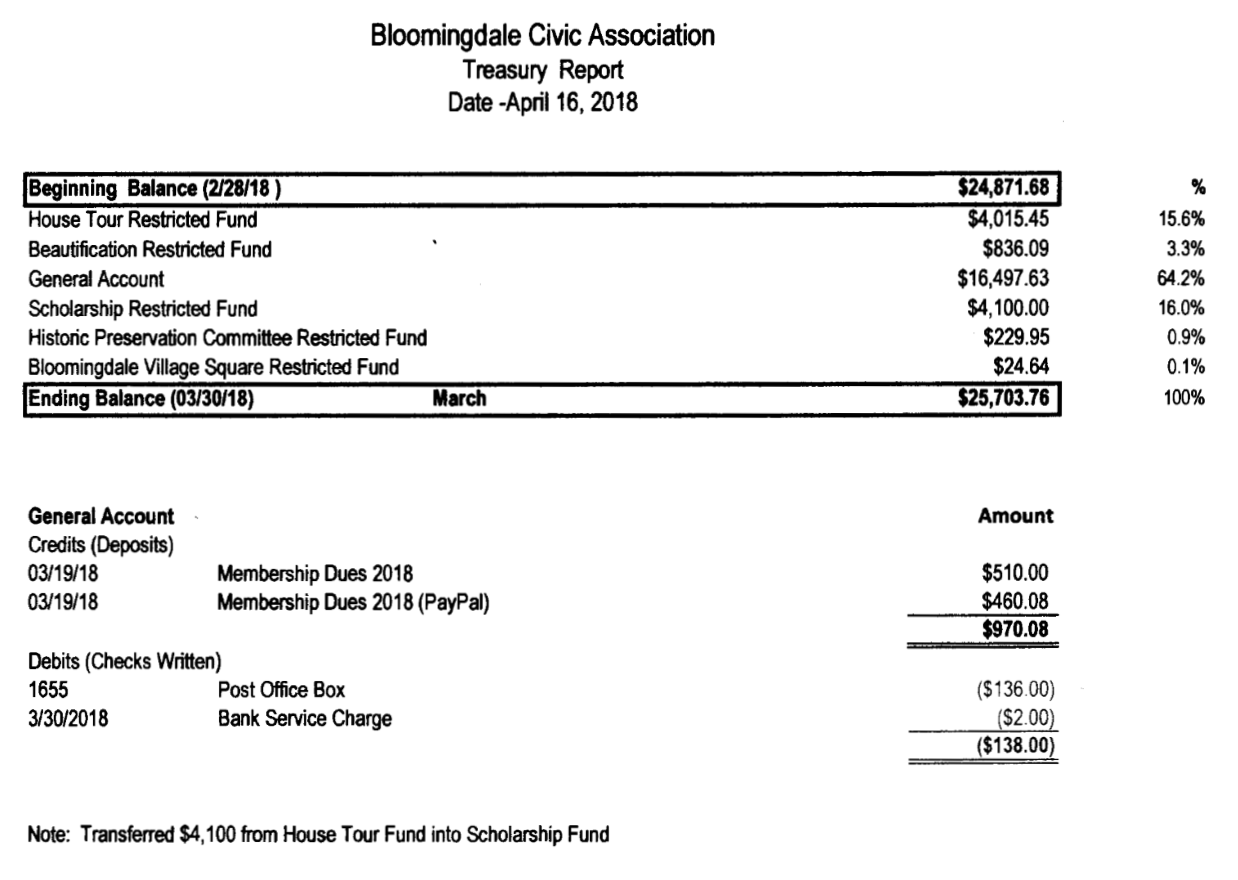 Bloomingdale Civic Association
Treasury Report
Date -April 16, 2018
Beginning Balance (2/28/18 ) $24,871.68 %
House Tour Restricted Fund $4,015.45 15.6%
Beautification Restricted Fund $836.09 3.3%
General Account $16,497.63 64.2%
Scholarship Restricted Fund $4,100.00 16.0%
Historic Preservation Committee Restricted Fund $229.95 0.9%
Bloomingdale Village Square Restricted Fund $24.64 0.1%
Ending Balance (03/30/18) March $25,703.76 100%
General Account Amount
Credits (Deposits)
03/19/18 Membership Dues 2018 $510.00
03/19/18 Membership Dues 2018 (PayPal) $460.08
$970.08
Debits (Checks Written)
1655 Post Office Box ($136.00)
3/30/2018 Bank Service Charge ($2.00)
($138.00)
Note: Transferred $4,100 from House Tour Fund into Scholarship Fund